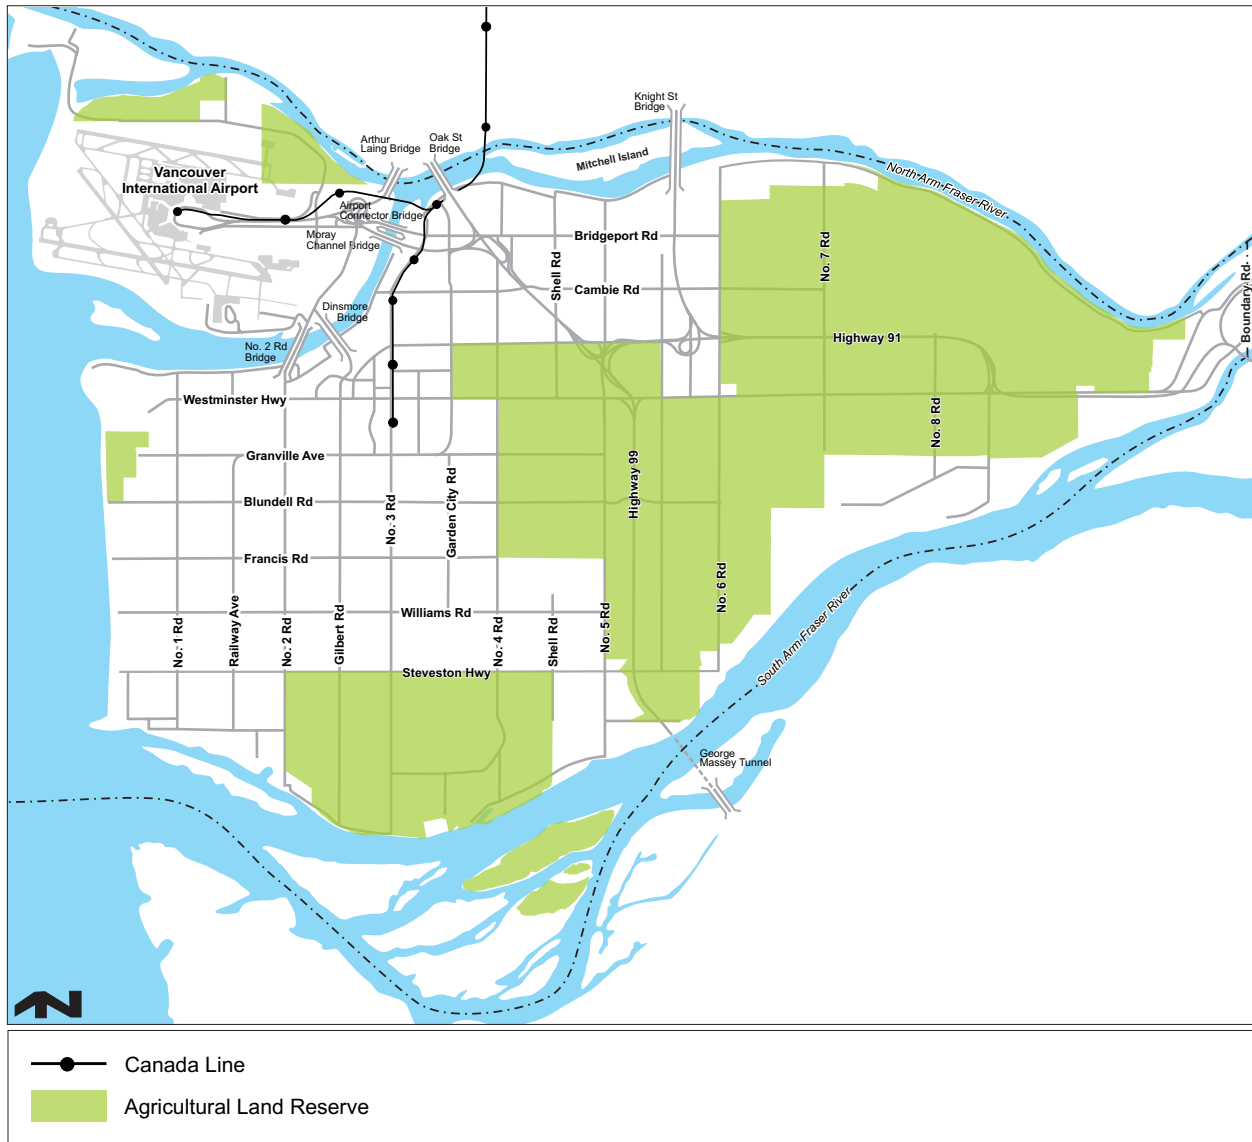 Knight St
Bridge
Arthur
Laing Bridge
Oak St
Bridge
Mitchell Island
Vancouver
International Airport
North Arm Fraser River
Airport
Connector Bridge
Moray
Channel Bridge
Bridgeport Rd
No. 7 Rd
Shell Rd
Cambie Rd
Boundary Rd.
Dinsmore
Bridge
No. 2 Rd
Bridge
Highway 91
Westminster Hwy
No. 8 Rd
Granville Ave
Highway 99
Garden City Rd
No. 3 Rd
Blundell Rd
Francis Rd
No. 6 Rd
Williams Rd
South Arm Fraser River
No. 1 Rd
Railway Ave
No. 2 Rd
Gilbert Rd
No. 4 Rd
Shell Rd
No. 5 Rd
Steveston Hwy
George
Massey Tunnel
N
Canada Line
Agricultural Land Reserve